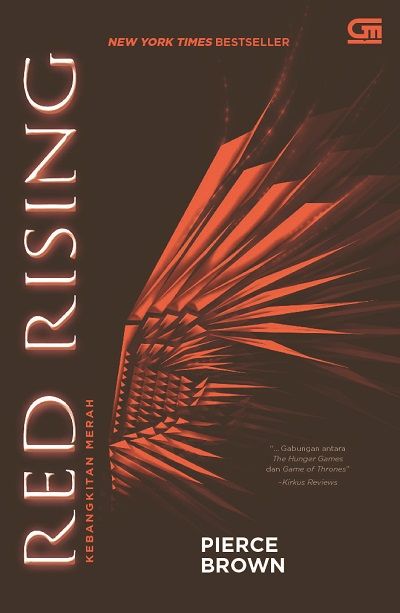 NEW YORK TIMES BESTSELLER
GM
RED RISING
KEBANGKITAN MERAH
"... Gabungan antara
The Hunger Games
dan Game of Thrones"
–Kirkus Reviews
PIERCE
BROWN